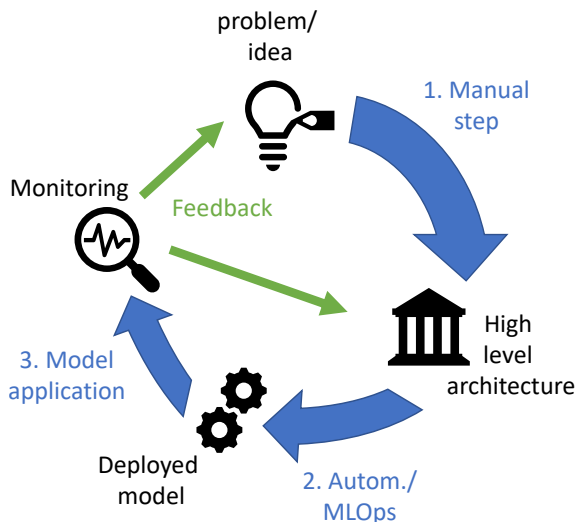 problem/
idea
1. Manual
step
Monitoring
Feedback
High
level
architecture
3. Model
application
Deployed
model
2. Autom./
MLOps